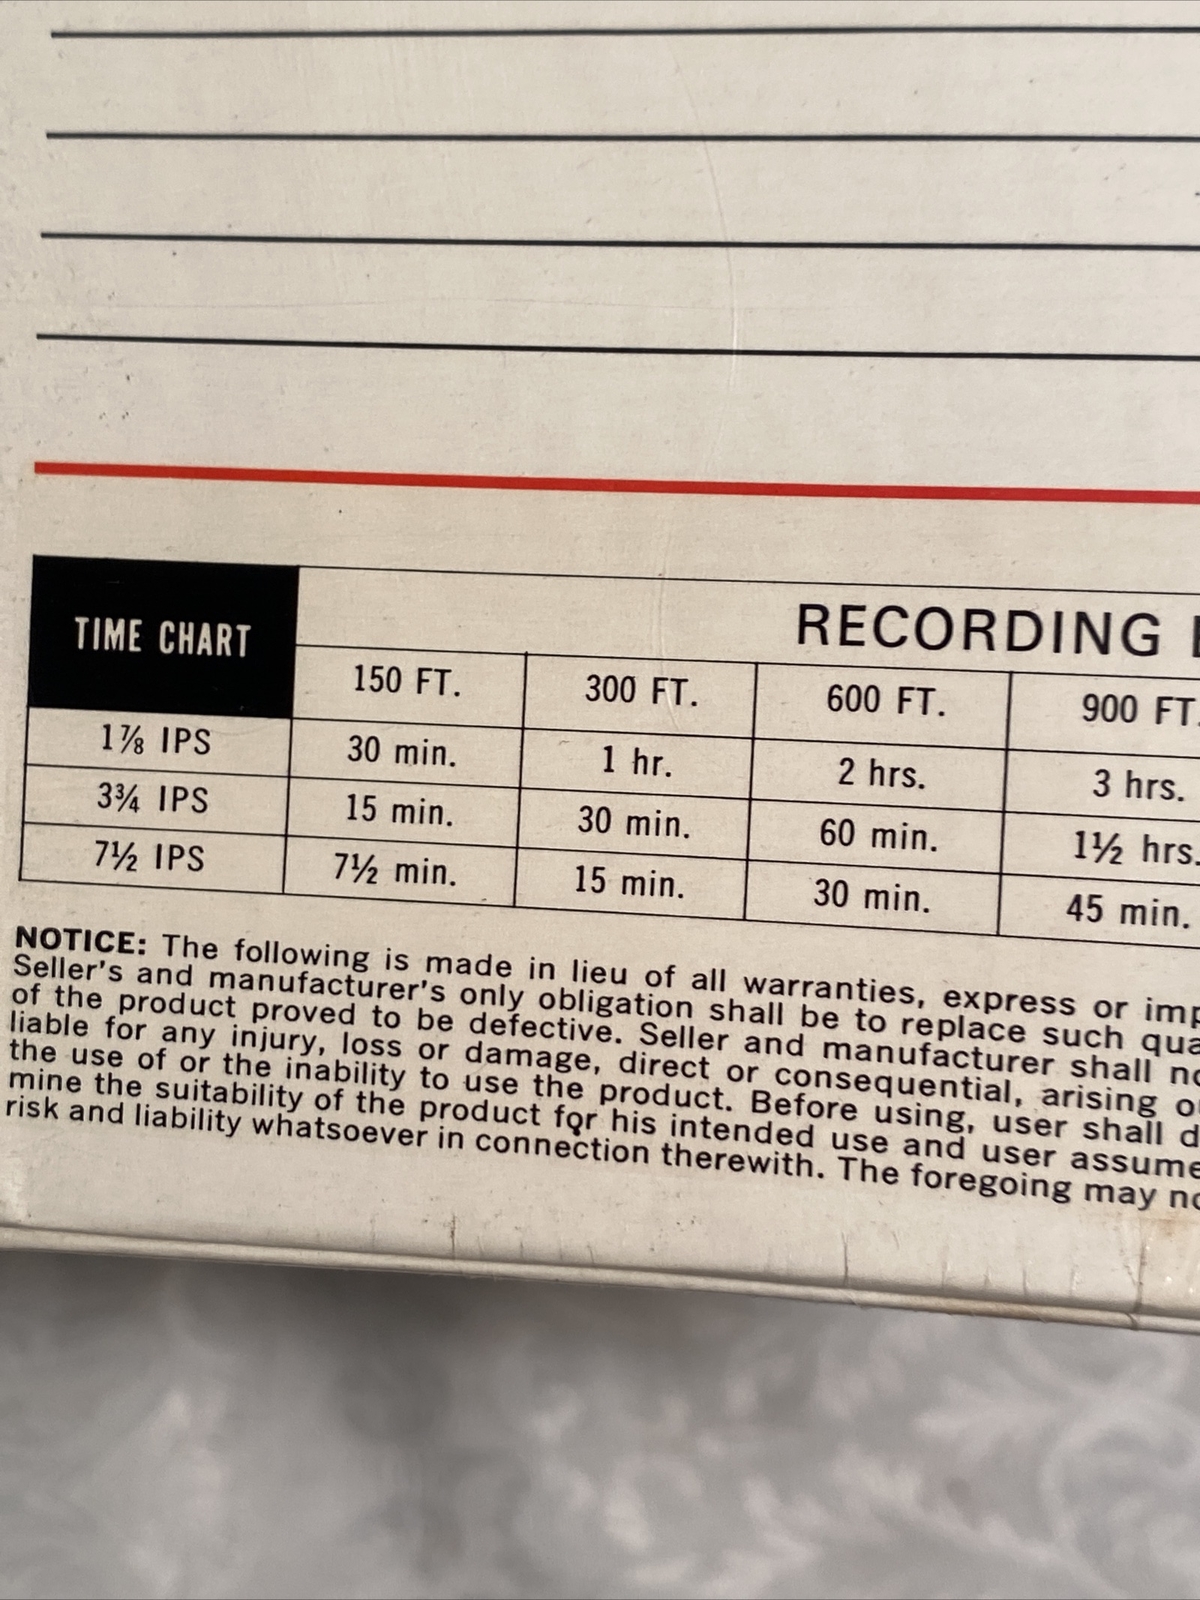 RECORDING
TIME CHART
150 FT. 300 FT. 600 FT. 900 FT.
1⅞ IPS 30 min. 1 hr. 2 hrs. 3 hrs.
3¾ IPS 15 min. 30 min. 60 min. 1½ hrs.
7½ IPS 7½ min. 15 min. 30 min. 45 min.
NOTICE: The following is made in lieu of all warranties, express or imp
Seller's and manufacturer's only obligation shall be to replace such qua
of the product proved to be defective. Seller and manufacturer shall no
liable for any injury, loss or damage, direct or consequential, arising o
the use of or the inability to use the product. Before using, user shall d
mine the suitability of the product for his intended use and user assume
risk and liability whatsoever in connection therewith. The foregoing may no